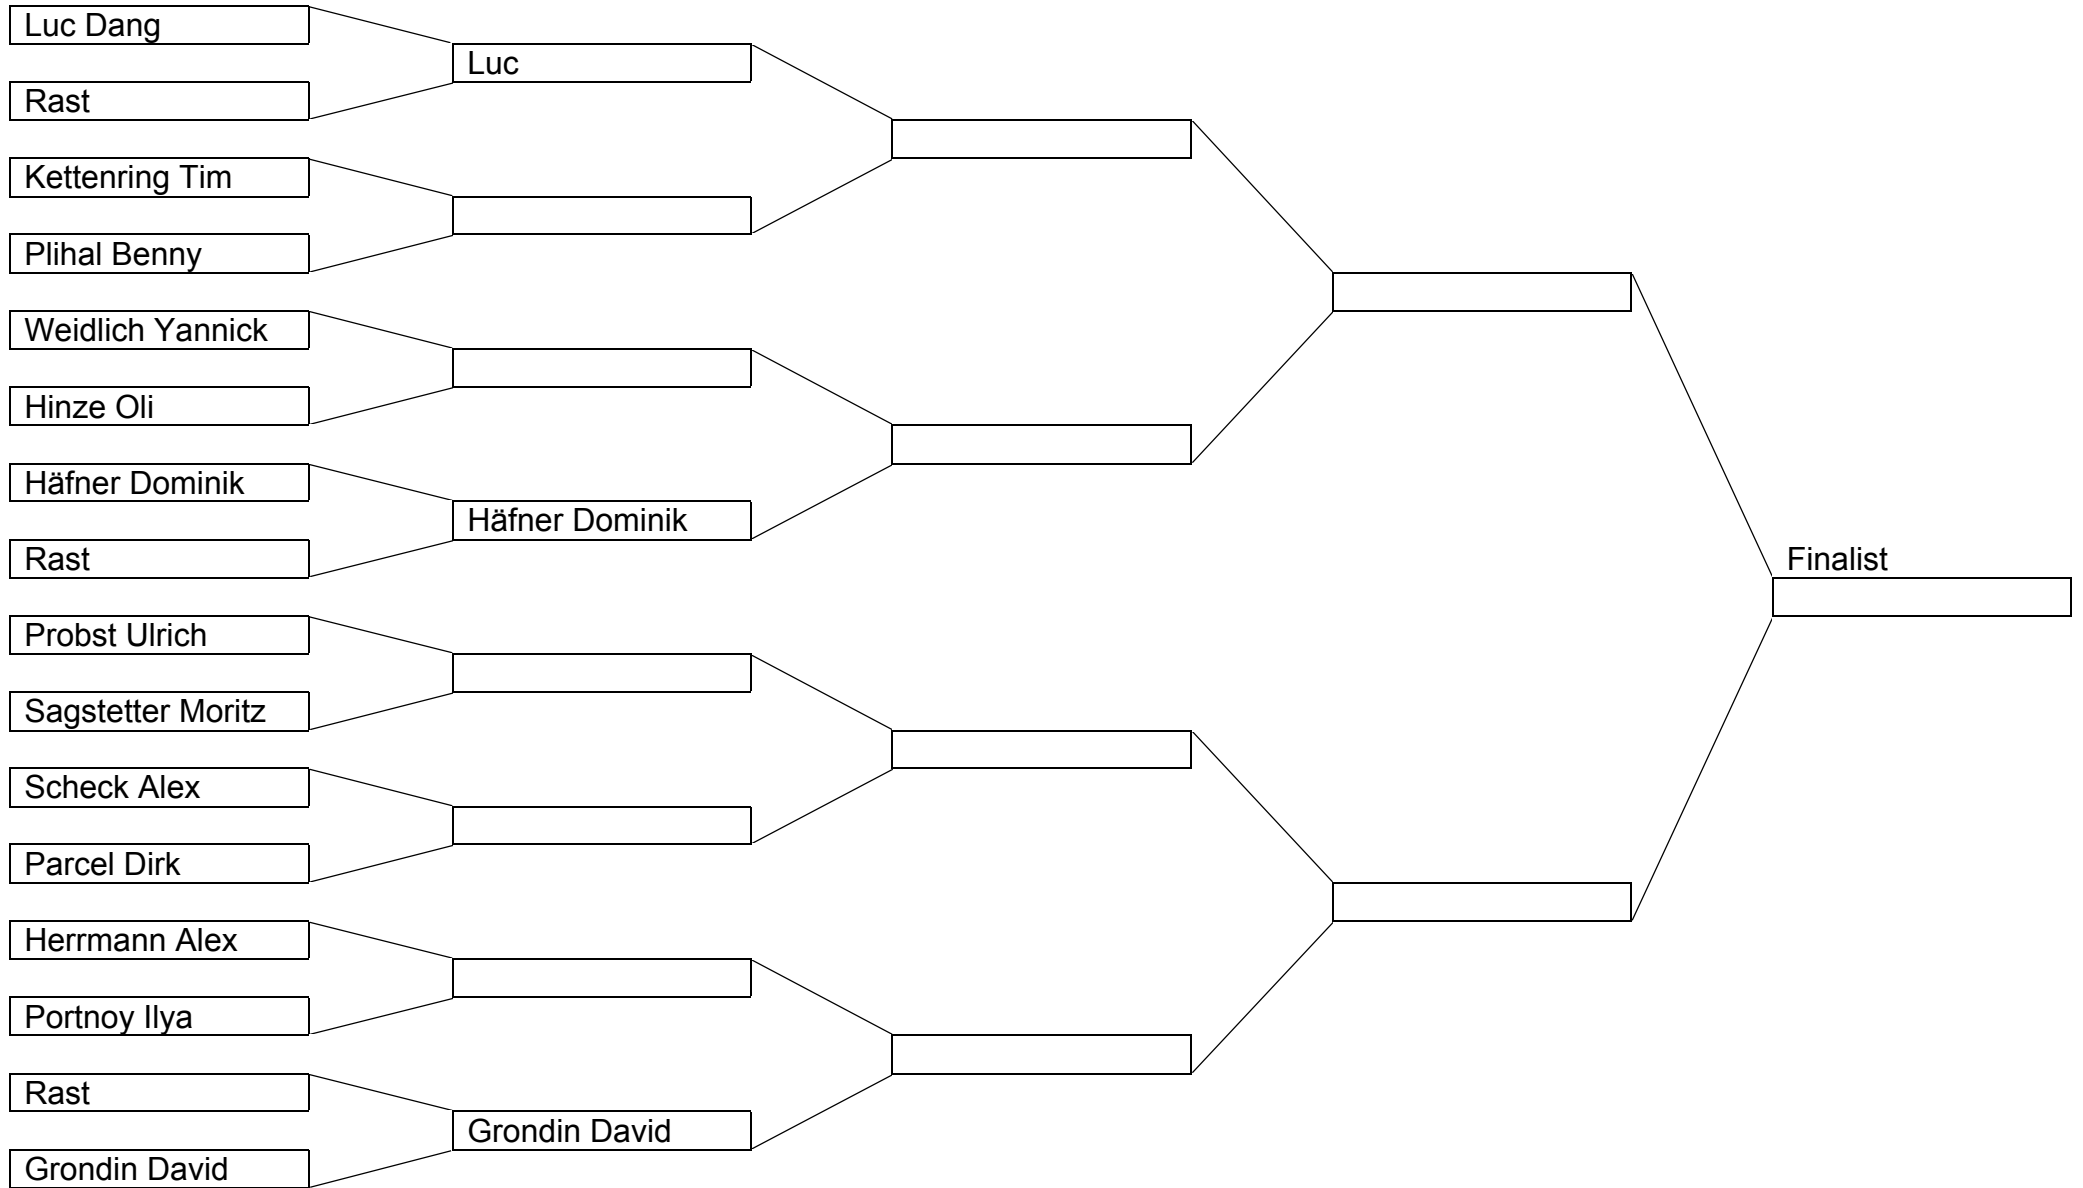 Luc Dang
Luc
Rast
Kettenring Tim
Plihal Benny
Weidlich Yannick
Hinze Oli
Häfner Dominik
Häfner Dominik
Rast
Finalist
Probst Ulrich
Sagstetter Moritz
Scheck Alex
Parcel Dirk
Herrmann Alex
Portnoy Ilya
Rast
Grondin David
Grondin David